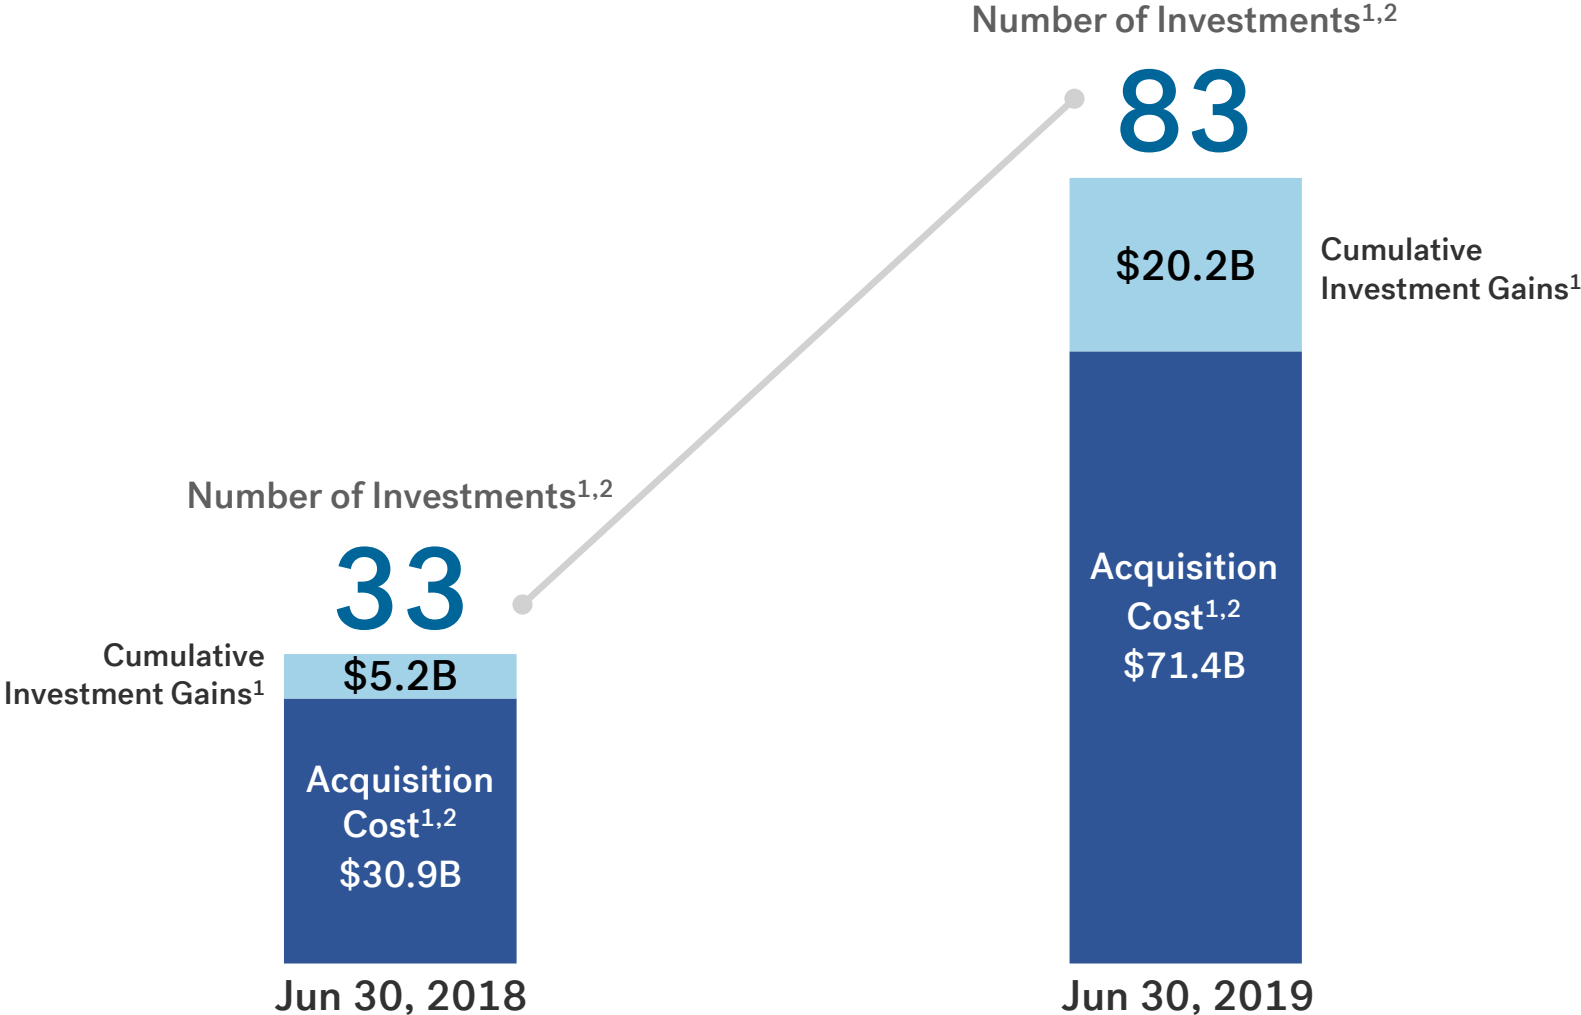 Number of Investments1,2
83
$20.2B
Cumulative
Investment Gains1
Acquisition
Cost1,2
$71.4B
Jun 30, 2019
Number of Investments1,2
33
Cumulative
Investment Gains1
$5.2B
Acquisition
Cost1,2
$30.9B
Jun 30, 2018